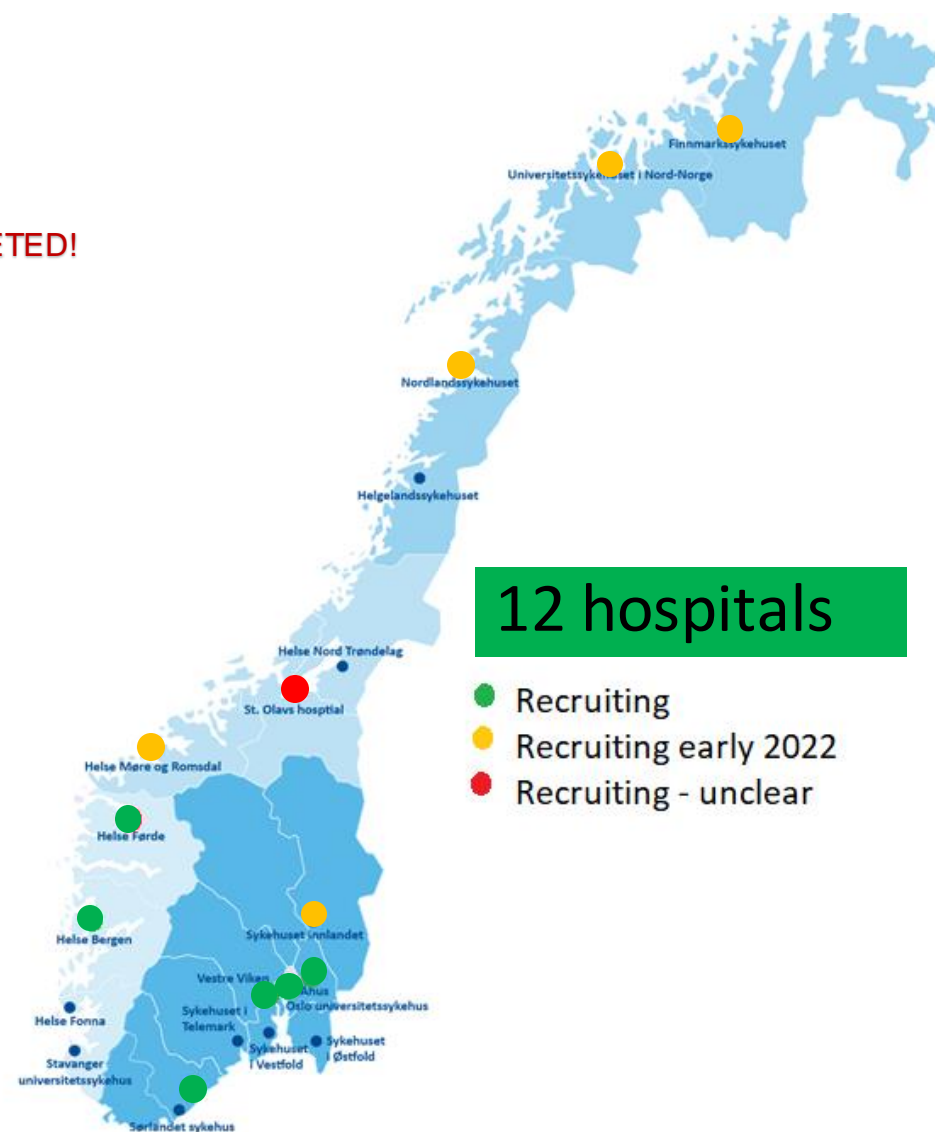 Finnmarkssykehuset
Universitetssykehuset i Nord-Norge
ETED!
Nordlandssykehuset
Helgelandssykehuset
12 hospitals
Helse Nord Trøndelag
Recruiting
St. Olavs hosptial
Recruiting early 2022
Helse Møre og Romsdal
Recruiting - unclear
Helse Førde
Sykehuset Innlandet
Helse Bergen
Vestre Viken
Ahus
Oslo universitetssykehus
Sykehuset i
Telemark
Helse Fonna
Sykehuset
i Vestfold
Sykehuset
i Østfold
Stavanger
universitetssykehus
Sørlandet sykehus